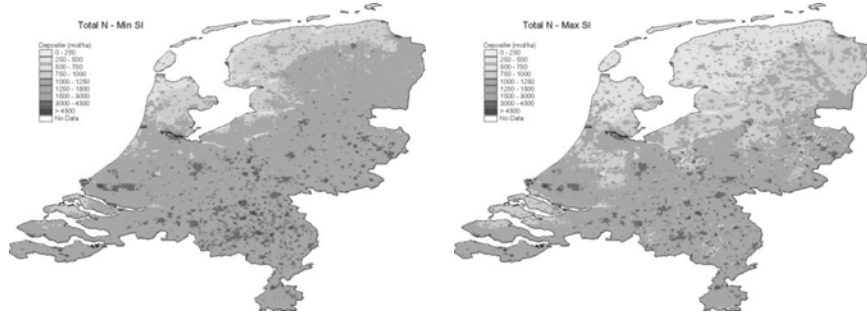 Total N - Min SI
Depositie (mol/ha)
0 - 250
250 - 500
500 - 750
750 - 1000
1000 - 1250
1250 - 1500
1500 - 3000
3000 - 4500
> 4500
No Data
Total N - Max SI
Depositie (mol/ha)
0 - 250
250 - 500
500 - 750
750 - 1000
1000 - 1250
1250 - 1500
1500 - 3000
3000 - 4500
> 4500
No Data